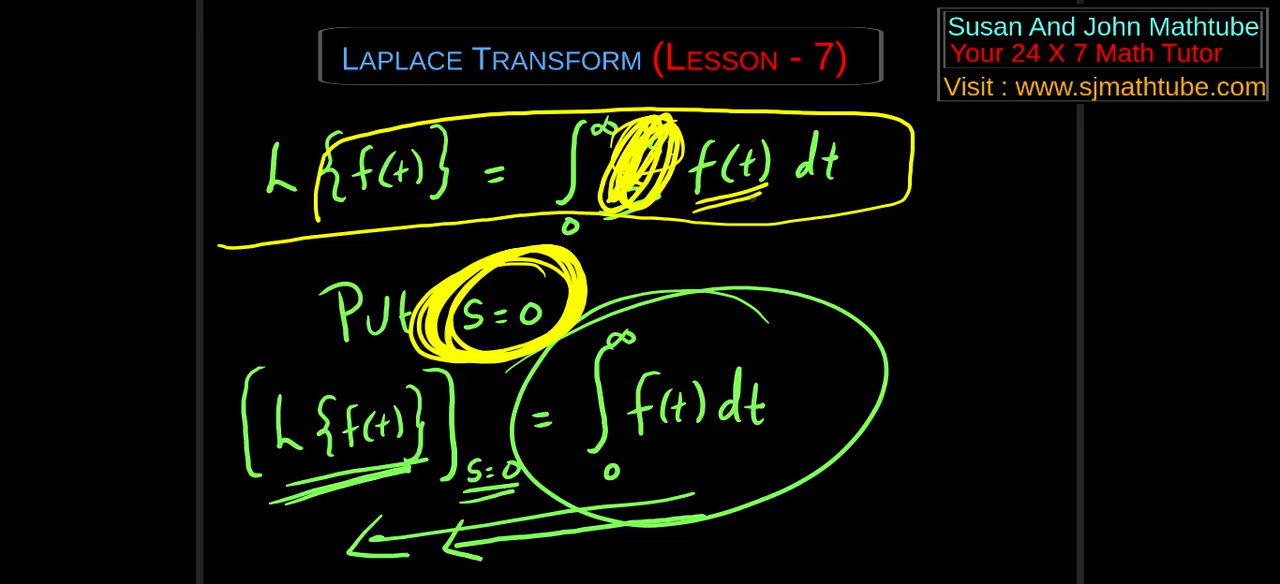 Susan And John Mathtube
Your 24 X 7 Math Tutor
Visit : www.sjmathtube.com
LAPLACE TRANSFORM (LESSON - 7)
L {f(t)} = ∫₀^∞ f(t) dt
Put s = 0
[L{f(t)}]ₛ₌₀ = ∫₀^∞ f(t) dt